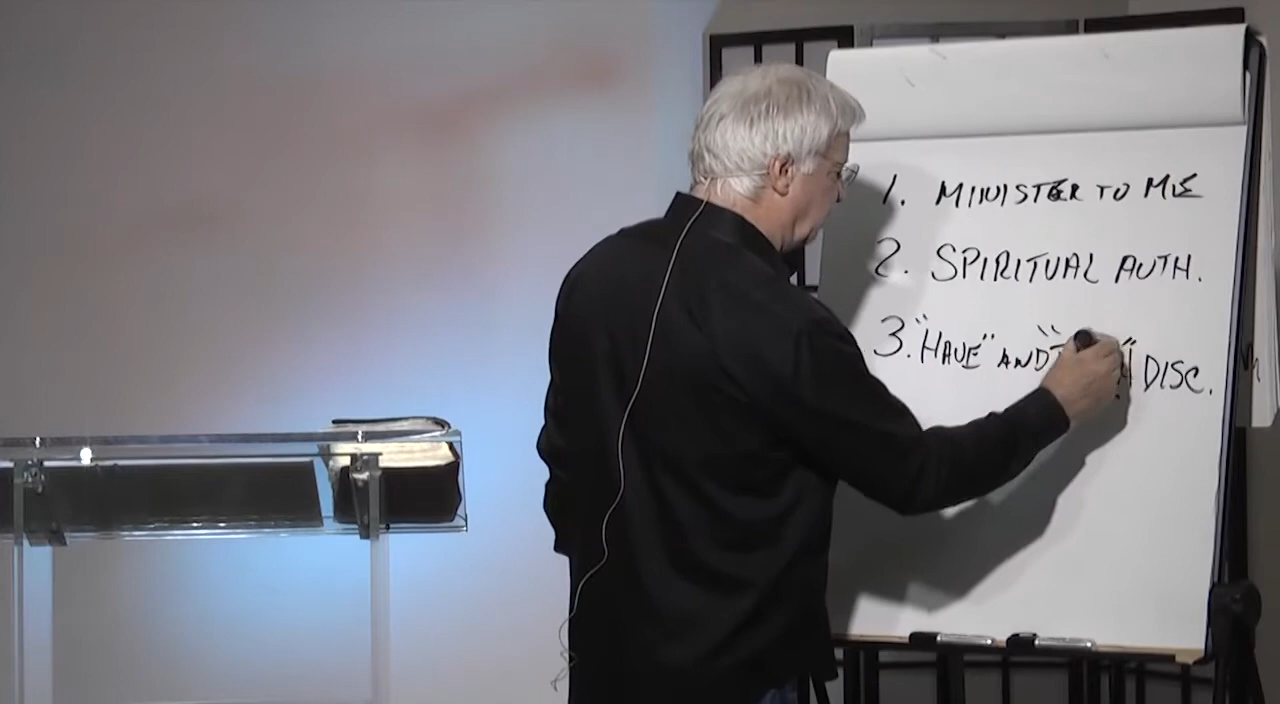 1. MINISTER TO ME
2. SPIRITUAL AUTH.
3. "HAVE" AND " " DISC.